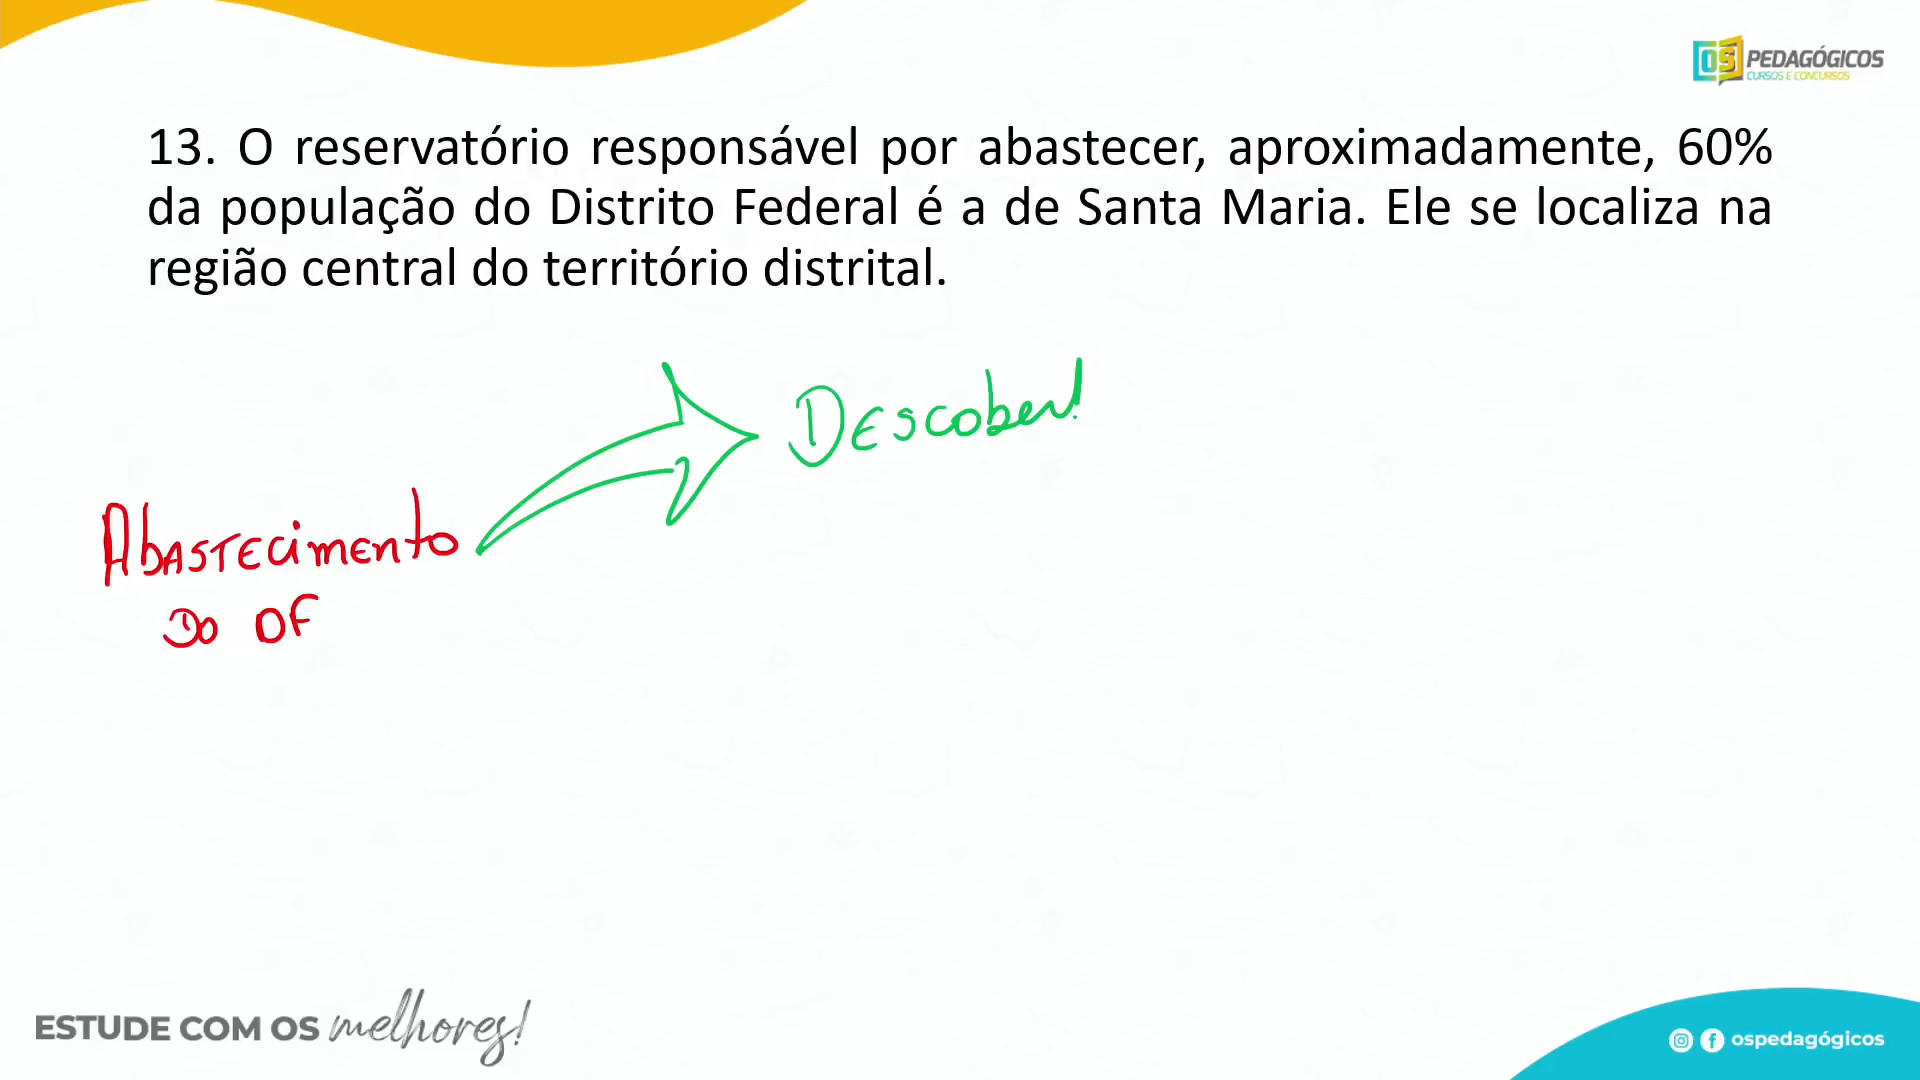 OS PEDAGÓGICOS
CURSOS E CONCURSOS
13. O reservatório responsável por abastecer, aproximadamente, 60%
da população do Distrito Federal é a de Santa Maria. Ele se localiza na
região central do território distrital.
DEScober
AbASTEcimento
DO DF
ESTUDE COM OS melhores!
ospedagógicos